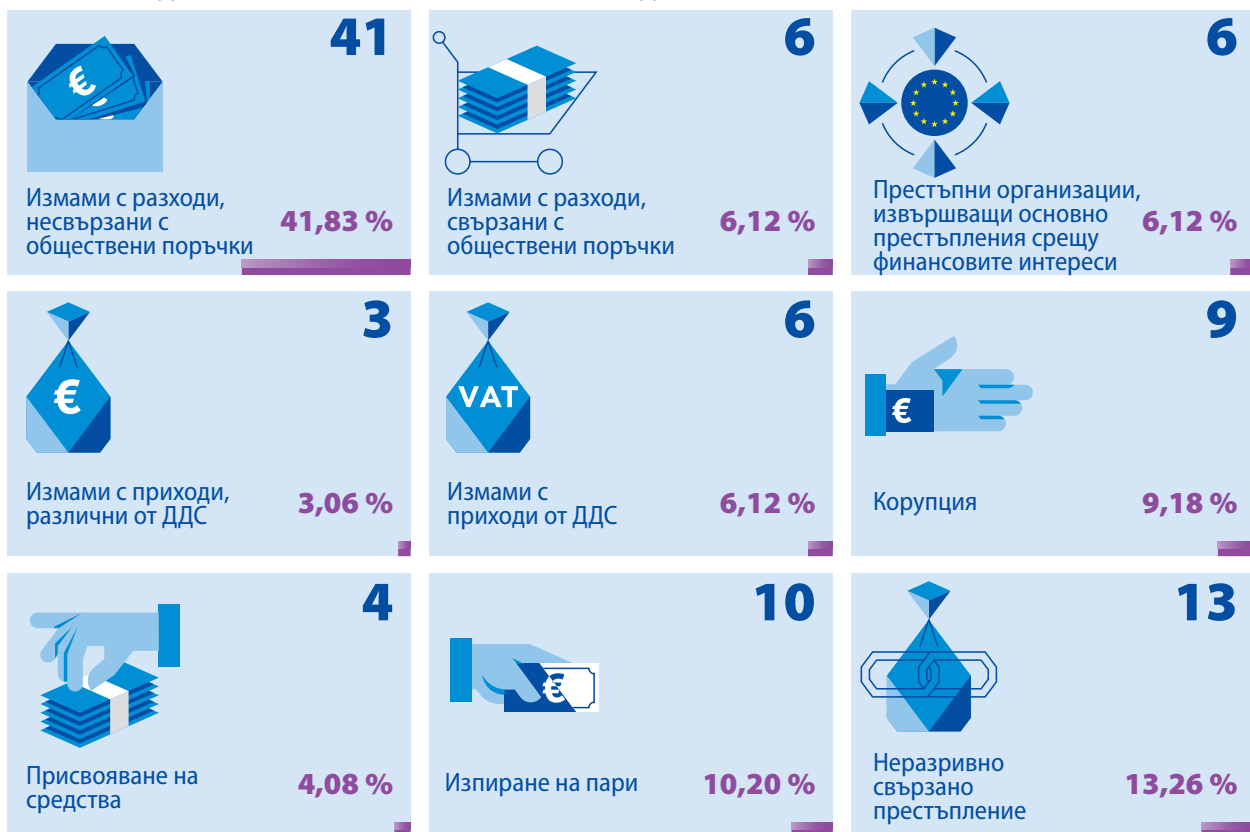 41
€
Измами с разходи,
несвързани с
обществени поръчки
41,83 %
6
Измами с разходи,
свързани с
обществени поръчки
6,12 %
6
Престъпни организации,
извършващи основно
престъпления срещу
финансовите интереси
6,12 %
3
€
Измами с приходи,
различни от ДДС
3,06 %
6
VAT
Измами с
приходи от ДДС
6,12 %
9
€
Корупция
9,18 %
4
Присвояване на
средства
4,08 %
10
€
Изпиране на пари
10,20 %
13
Неразривно
свързано
престъпление
13,26 %